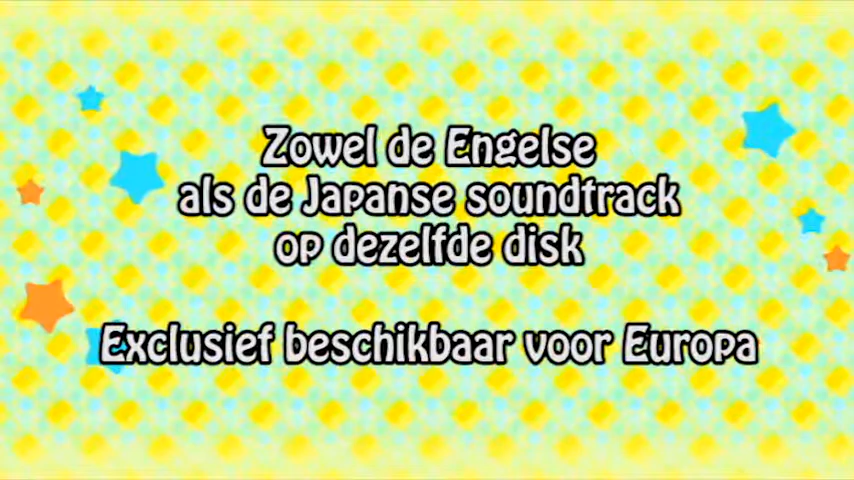 Zowel de Engelse
als de Japanse soundtrack
op dezelfde disk
Exclusief beschikbaar voor Europa